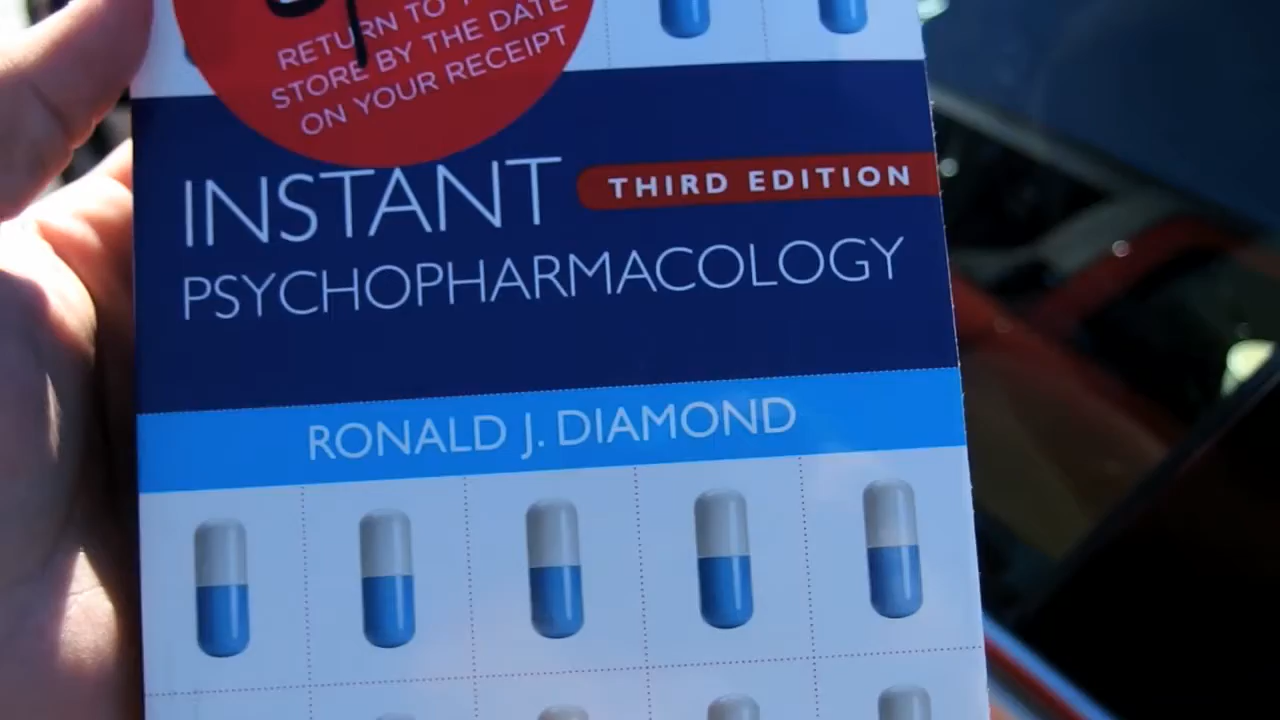 RETURN TO
STORE BY THE DATE
ON YOUR RECEIPT
INSTANT THIRD EDITION
PSYCHOPHARMACOLOGY
RONALD J. DIAMOND